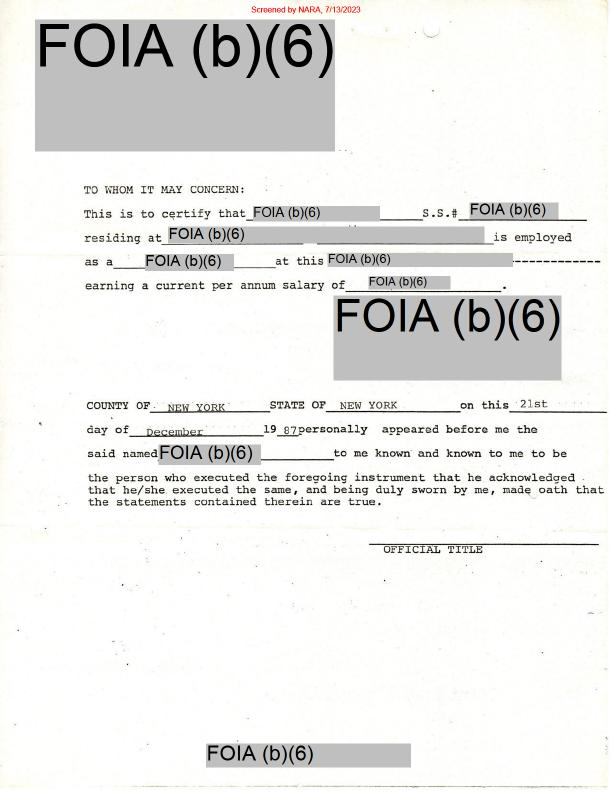 Screened by NARA, 7/13/2023
FOIA (b)(6)
TO WHOM IT MAY CONCERN:
This is to certify that FOIA (b)(6) S.S.# FOIA (b)(6)
residing at FOIA (b)(6) is employed
as a FOIA (b)(6) at this FOIA (b)(6)-------------
earning a current per annum salary of FOIA (b)(6).
FOIA (b)(6)
COUNTY OF NEW YORK STATE OF NEW YORK on this 21st
day of December 19 87personally appeared before me the
said named FOIA (b)(6) to me known and known to me to be
the person who executed the foregoing instrument that he acknowledged
that he/she executed the same, and being duly sworn by me, made oath that
the statements contained therein are true.
OFFICIAL TITLE
FOIA (b)(6)